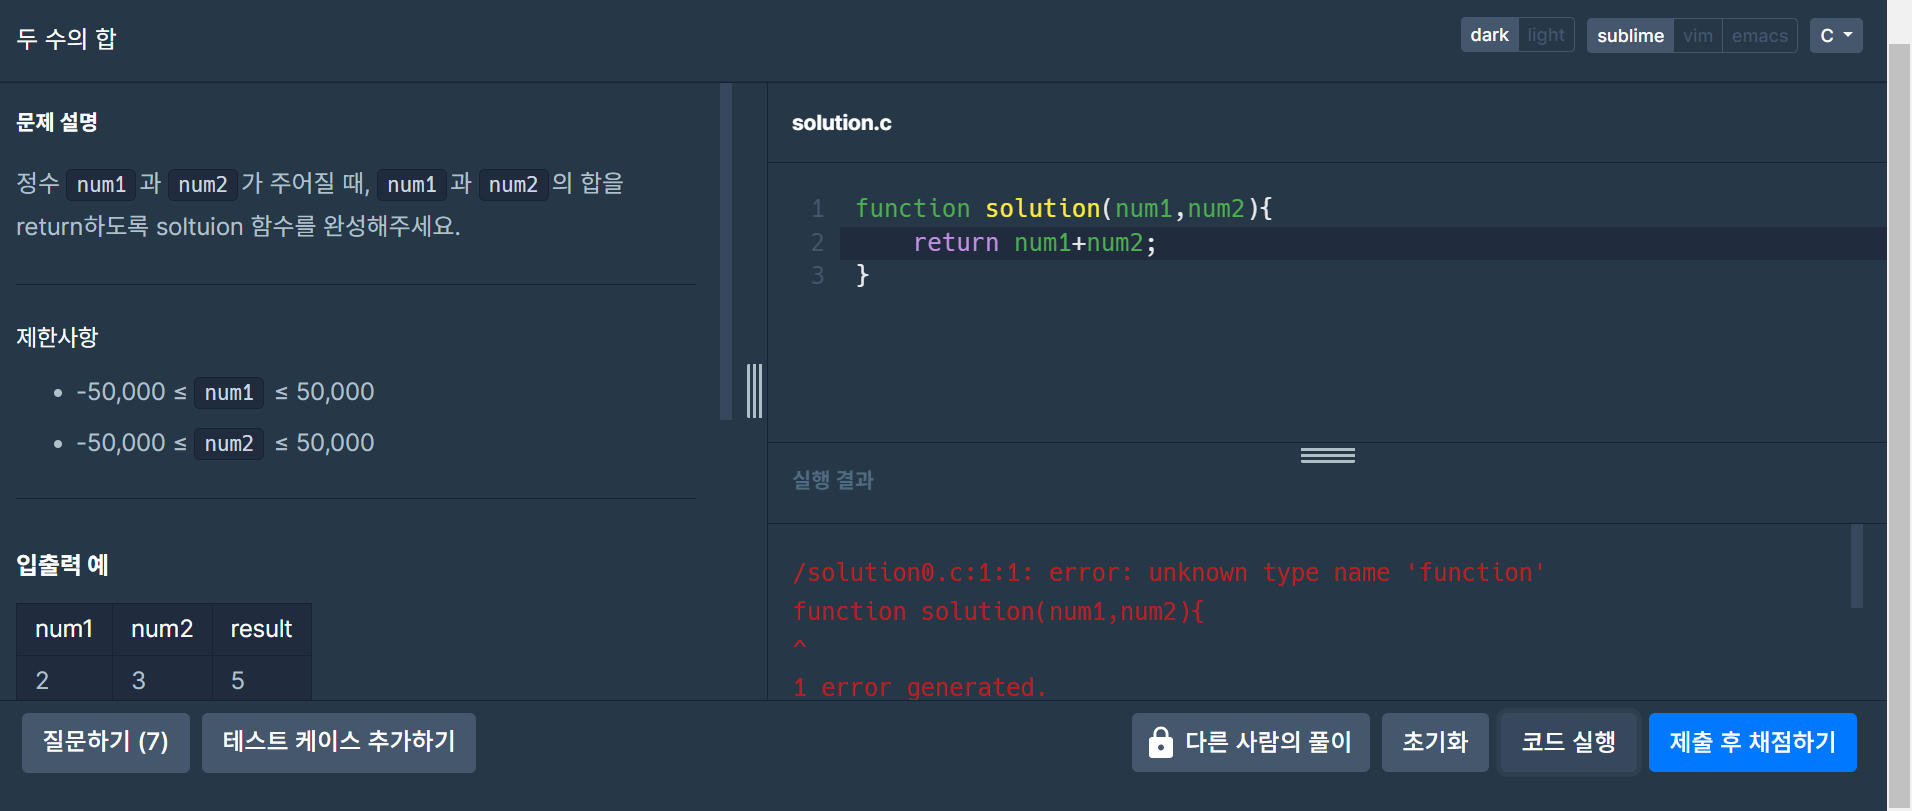 두 수의 합
dark light
sublime vim emacs
C
문제 설명
정수 num1 과 num2 가 주어질 때, num1 과 num2 의 합을
return하도록 soltuion 함수를 완성해주세요.
제한사항
• -50,000 ≤ num1 ≤ 50,000
• -50,000 ≤ num2 ≤ 50,000
입출력 예
num1 num2 result
2 3 5
solution.c
1 function solution(num1,num2){
2     return num1+num2;
3 }
실행 결과
/solution0.c:1:1: error: unknown type name 'function'
function solution(num1,num2){
^
1 error generated.
질문하기 (7)
테스트 케이스 추가하기
다른 사람의 풀이
초기화
코드 실행
제출 후 채점하기